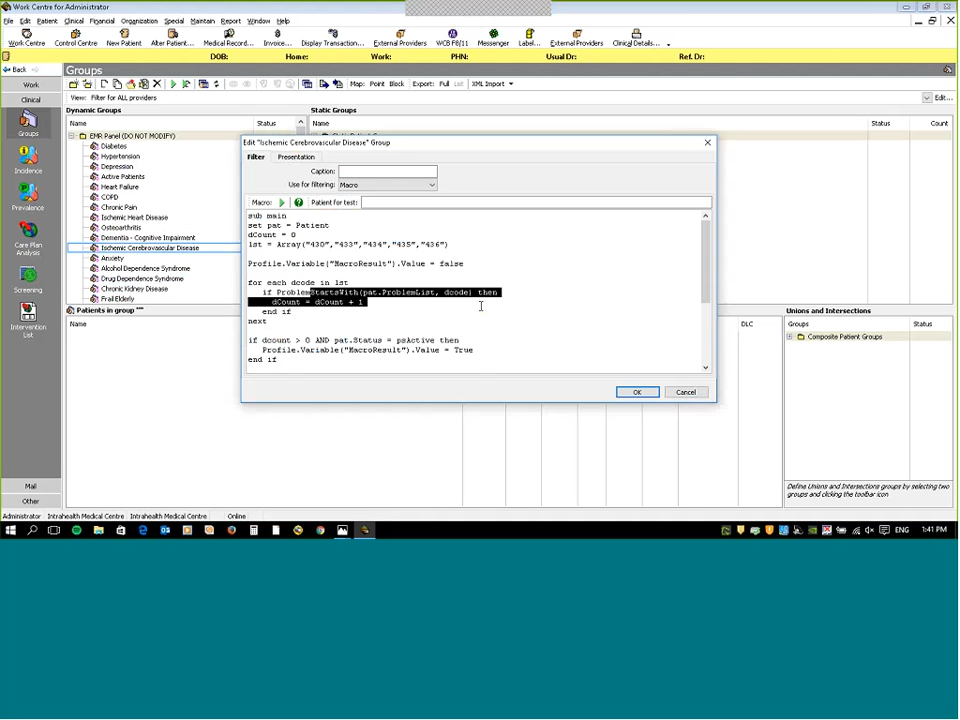 Work Centre for Administrator
File Edit Patient Clinical Financial Organization Special Maintain Report Window Help
Work Centre Control Centre New Patient Alter Patient... Medical Record... Invoice... Display Transaction... External Providers WCB F8/11 Messenger Label... External Providers Clinical Details...
DOB: Home: Work: PHN: Usual Dr: Ref. Dr:
Back Groups
Work
Map: Point Block Export: Full List XML Import
Clinical
View: Filter for ALL providers Edit...
Dynamic Groups Static Groups
Name Status Name Status Count
Groups
EMR Panel (DO NOT MODIFY)
Diabetes
Hypertension
Depression
Active Patients
Heart Failure
COPD
Chronic Pain
Ischemic Heart Disease
Osteoarthritis
Dementia - Cognitive Impairment
Ischemic Cerebrovascular Disease
Anxiety
Alcohol Dependence Syndrome
Drug Dependence Syndrome
Chronic Kidney Disease
Frail Elderly
Incidence
Prevalence
Care Plan Analysis
Screening
Intervention List
Mail
Other
Edit "Ischemic Cerebrovascular Disease" Group
Filter Presentation
Caption:
Use for filtering: Macro
Macro: Patient for test:
sub main
set pat = Patient
dCount = 0
lst = Array("430","433","434","435","436")
Profile.Variable("MacroResult").Value = false
for each dcode in lst
if ProblemStartsWith(pat.ProblemList, dcode) then
dCount = dCount + 1
end if
next
if dcount > 0 AND pat.Status = psActive then
Profile.Variable("MacroResult").Value = True
end if
OK Cancel
Patients in group ""
Name DLC
Unions and Intersections
Groups Status
Composite Patient Groups
Define Unions and Intersections groups by selecting two groups and clicking the toolbar icon
Administrator Intrahealth Medical Centre Intrahealth Medical Centre Online
ENG 1:41 PM